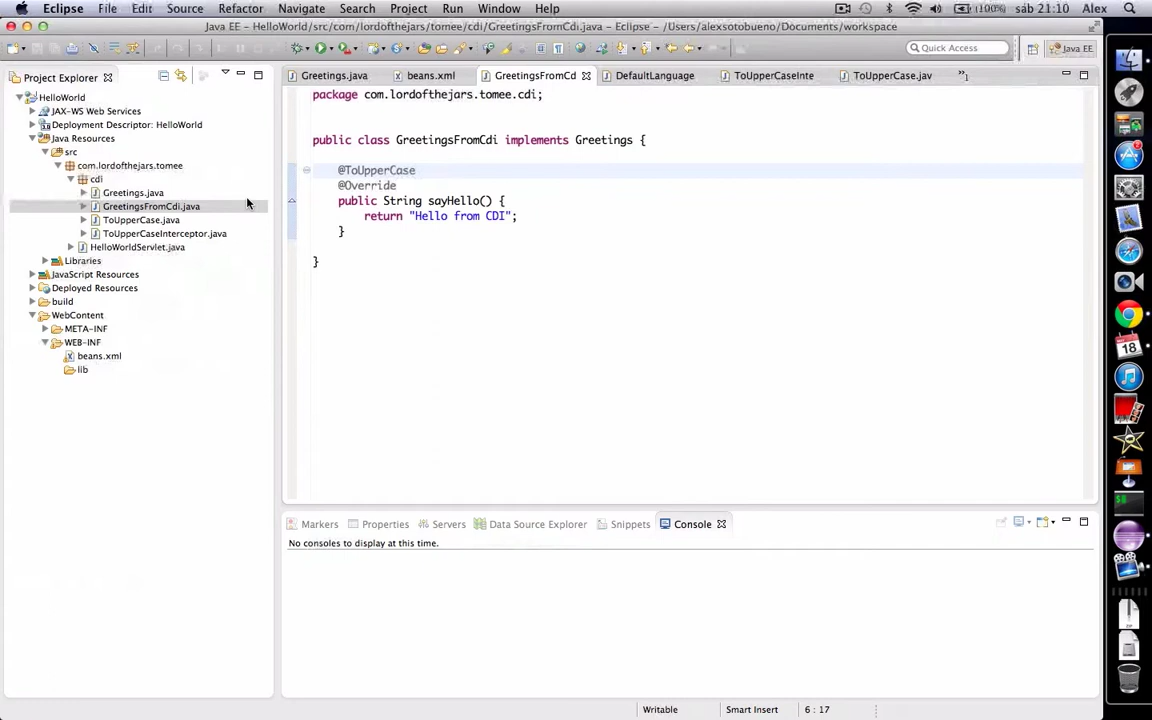 Eclipse File Edit Source Refactor Navigate Search Project Run Window Help (100%) sáb 21:10 Alex
Java EE - HelloWorld/src/com/lordofthejars/tomee/cdi/GreetingsFromCdi.java - Eclipse - /Users/alexsotobueno/Documents/workspace
Quick Access Java EE
Project Explorer
Greetings.java beans.xml GreetingsFromCd DefaultLanguage ToUpperCaseInte ToUpperCase.jav »1
HelloWorld
JAX-WS Web Services
Deployment Descriptor: HelloWorld
Java Resources
src
com.lordofthejars.tomee
cdi
Greetings.java
GreetingsFromCdi.java
ToUpperCase.java
ToUpperCaseInterceptor.java
HelloWorldServlet.java
Libraries
JavaScript Resources
Deployed Resources
build
WebContent
META-INF
WEB-INF
beans.xml
lib
package com.lordofthejars.tomee.cdi;
public class GreetingsFromCdi implements Greetings {
@ToUpperCase
@Override
public String sayHello() {
return "Hello from CDI";
}
}
Markers Properties Servers Data Source Explorer Snippets Console
No consoles to display at this time.
Writable Smart Insert 6 : 17
2
18